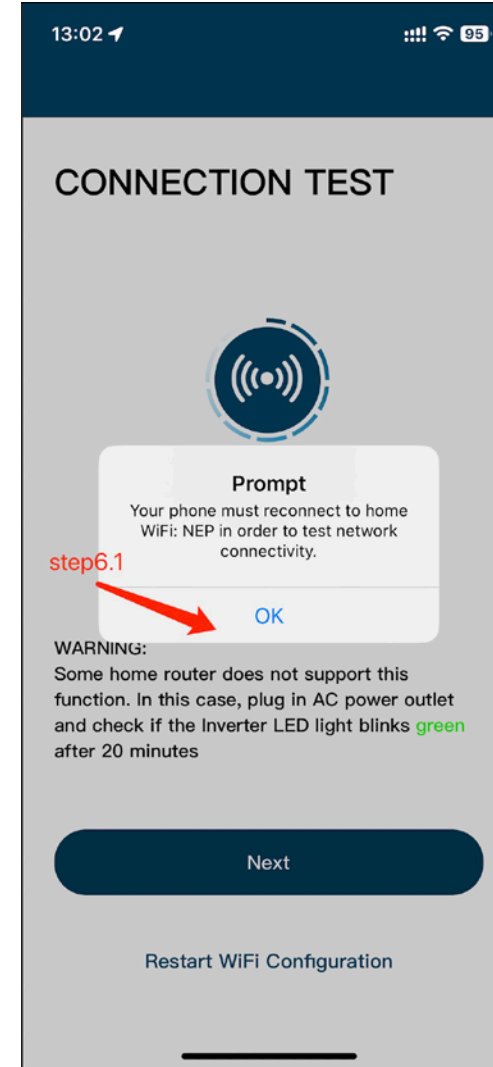 13:02
95
CONNECTION TEST
Prompt
Your phone must reconnect to home
WiFi: NEP in order to test network
connectivity.
step6.1
OK
WARNING:
Some home router does not support this
function. In this case, plug in AC power outlet
and check if the Inverter LED light blinks green
after 20 minutes
Next
Restart WiFi Configuration